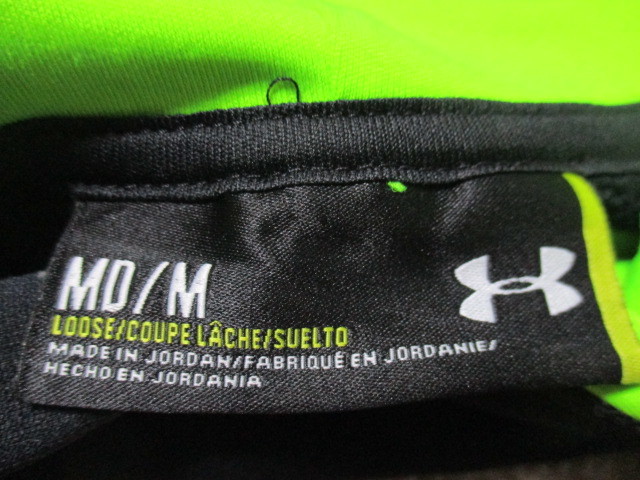 MD/M
LOOSE/COUPE LÂCHE/SUELTO
MADE IN JORDAN/FABRIQUÉ EN JORDANIE/
HECHO EN JORDANIA